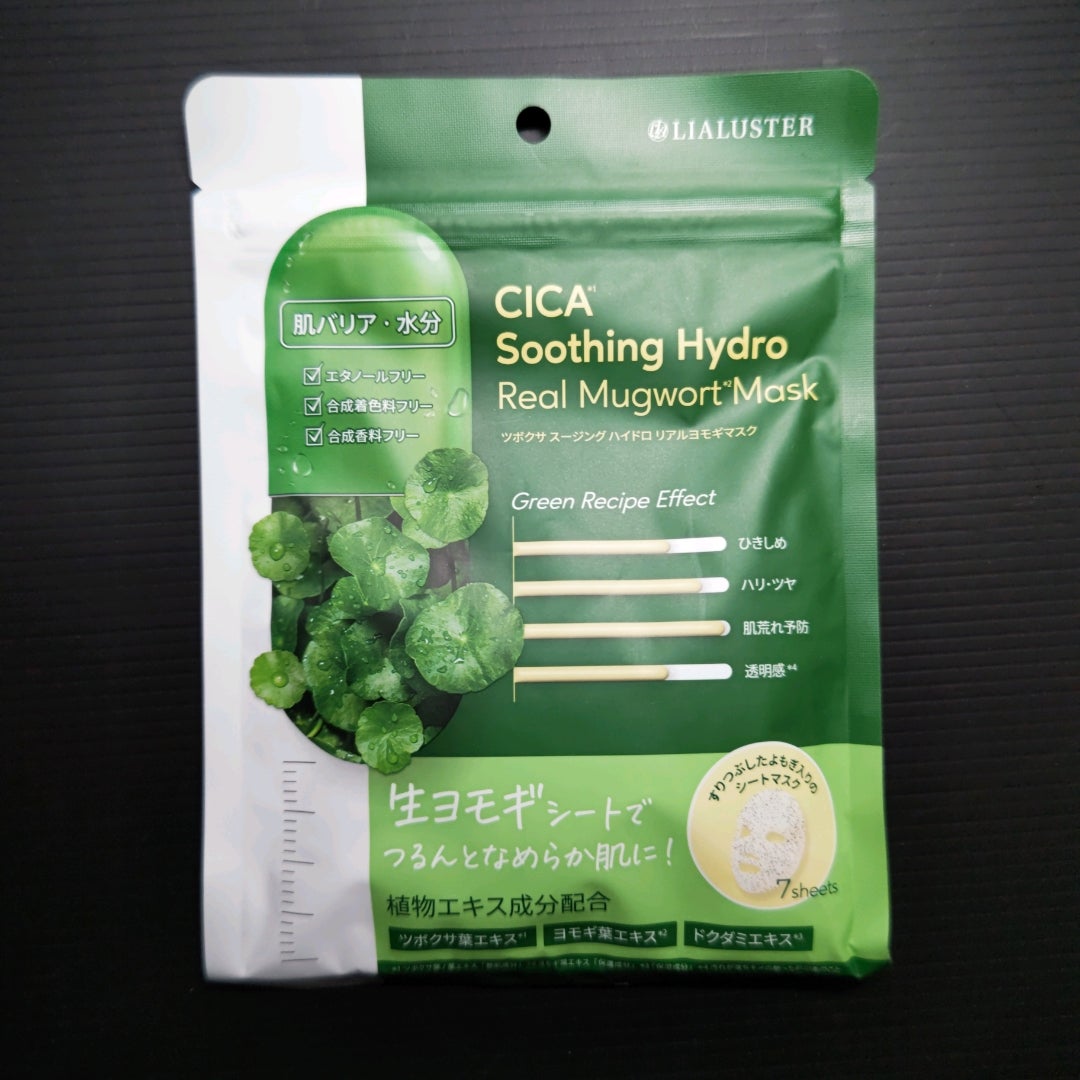 LIALUSTER
肌バリア・水分
エタノールフリー
合成着色料フリー
合成香料フリー
CICA*1
Soothing Hydro
Real Mugwort*2 Mask
ツボクサ スージング ハイドロ リアルヨモギマスク
Green Recipe Effect
ひきしめ
ハリ・ツヤ
肌荒れ予防
透明感*4
生ヨモギシートで
つるんとなめらか肌に!
すりつぶしたよもぎ入りの
シートマスク
7sheets
植物エキス成分配合
ツボクサ葉エキス*1
ヨモギ葉エキス*2
ドクダミエキス*3